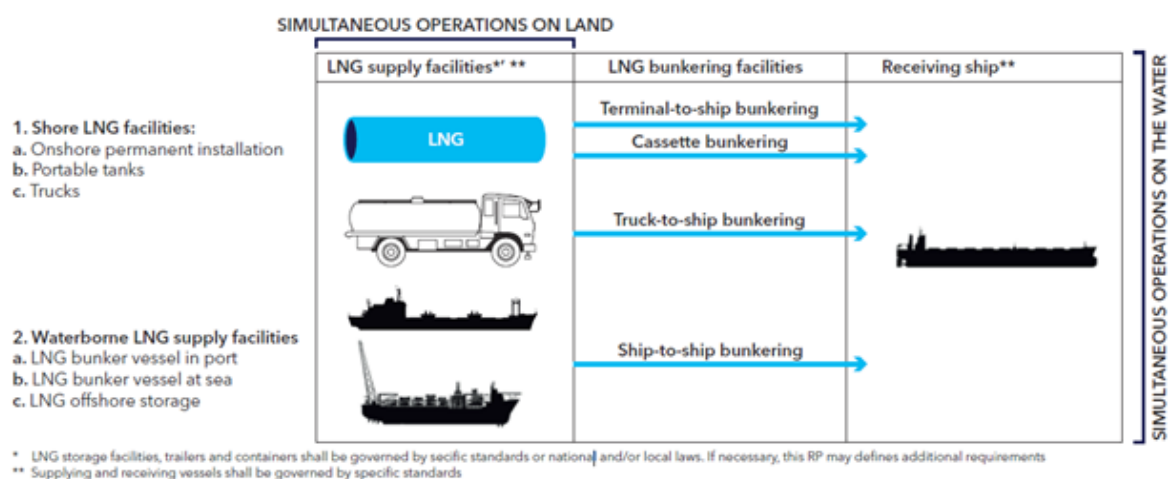 SIMULTANEOUS OPERATIONS ON LAND
LNG supply facilities*' **
LNG bunkering facilities
Receiving ship**
1. Shore LNG facilities:
a. Onshore permanent installation
b. Portable tanks
c. Trucks
LNG
Terminal-to-ship bunkering
Cassette bunkering
Truck-to-ship bunkering
2. Waterborne LNG supply facilities
a. LNG bunker vessel in port
b. LNG bunker vessel at sea
c. LNG offshore storage
Ship-to-ship bunkering
SIMULTANEOUS OPERATIONS ON THE WATER
* LNG storage facilities, trailers and containers shall be governed by secific standards or national and/or local laws. If necessary, this RP may defines additional requirements
** Supplying and receiving vessels shall be governed by specific standards